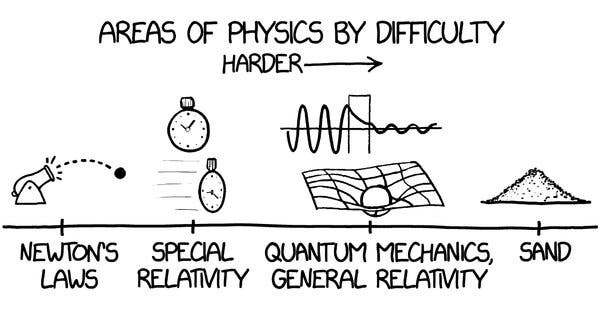 AREAS OF PHYSICS BY DIFFICULTY
HARDER
NEWTON'S
LAWS
SPECIAL
RELATIVITY
QUANTUM MECHANICS,
GENERAL RELATIVITY
SAND